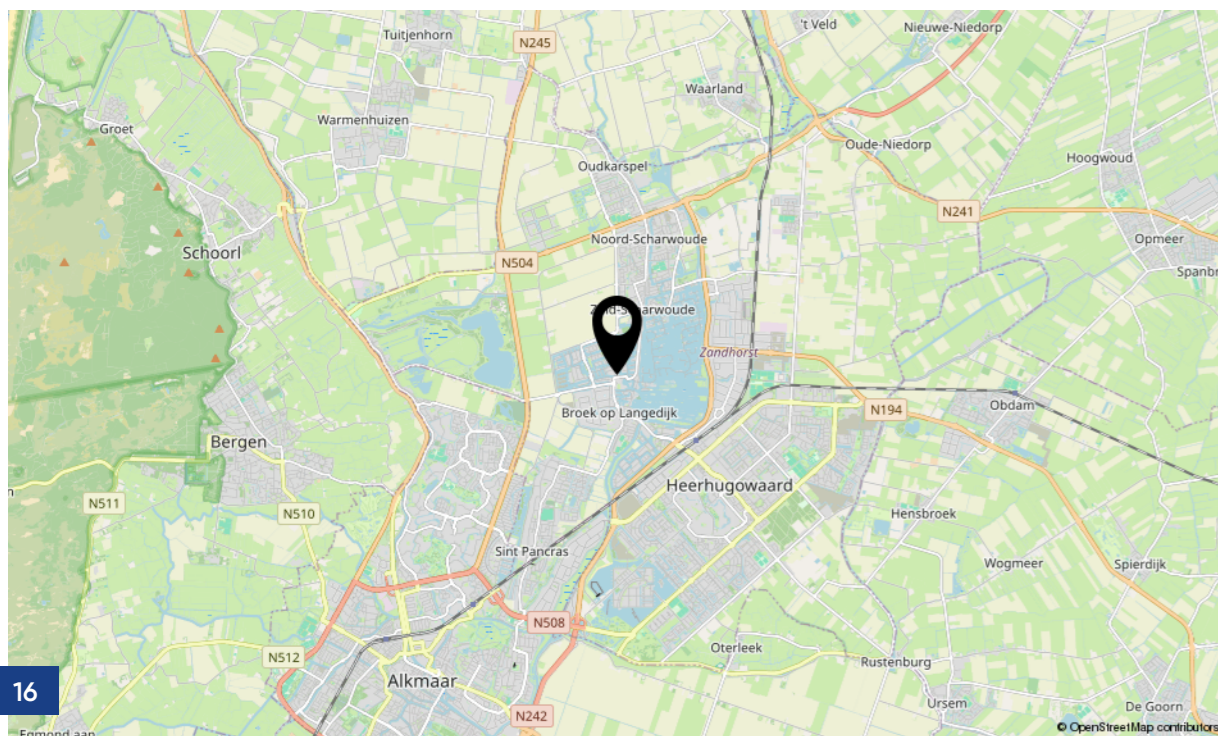 't Veld
Nieuwe-Niedorp
Tuitjenhorn
N245
Waarland
Groet
Warmenhuizen
Oude-Niedorp
Hoogwoud
Oudkarspel
N241
Noord-Scharwoude
Opmeer
Schoorl
N504
Zuid-Scharwoude
Zandhorst
Obdam
N194
Broek op Langedijk
Bergen
Heerhugowaard
N511
N510
Hensbroek
Sint Pancras
Wogmeer
Spierdijk
N508
Oterleek
N512
Rustenburg
Alkmaar
16
Ursem
De Goorn
N242
© OpenStreetMap contributors